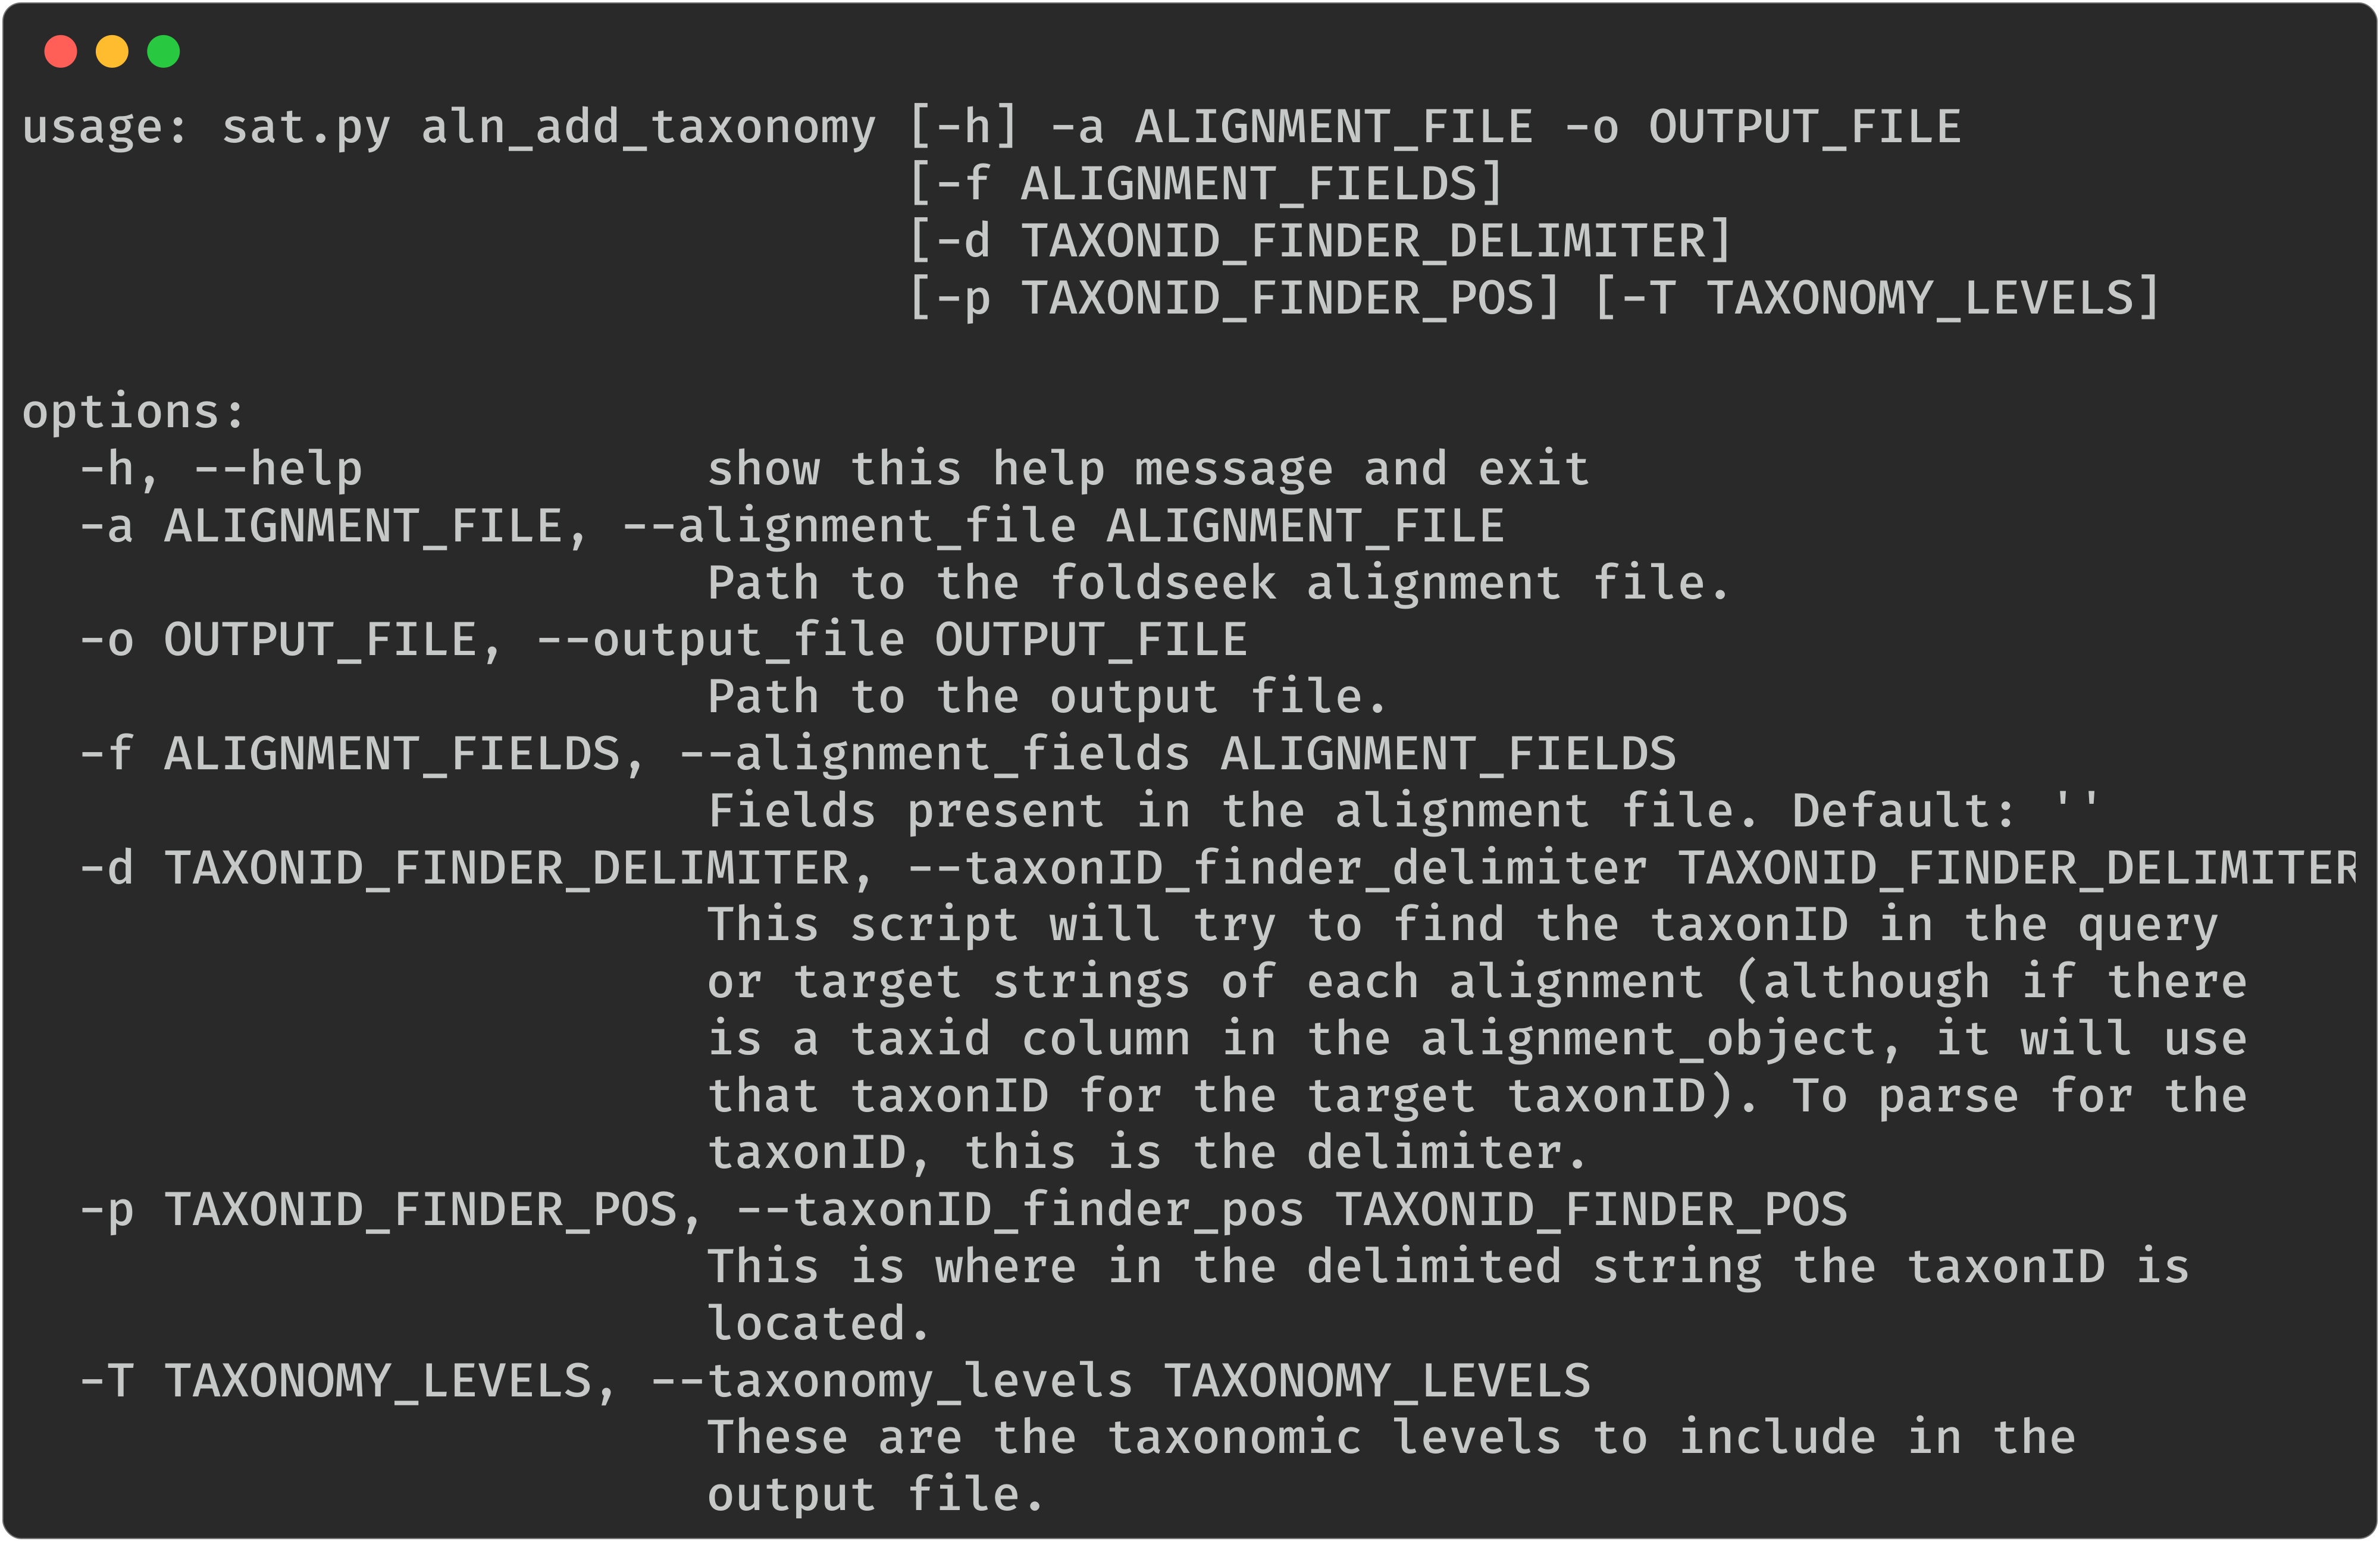 usage: sat.py aln_add_taxonomy [-h] -a ALIGNMENT_FILE -o OUTPUT_FILE
                               [-f ALIGNMENT_FIELDS]
                               [-d TAXONID_FINDER_DELIMITER]
                               [-p TAXONID_FINDER_POS] [-T TAXONOMY_LEVELS]

options:
  -h, --help            show this help message and exit
  -a ALIGNMENT_FILE, --alignment_file ALIGNMENT_FILE
                        Path to the foldseek alignment file.
  -o OUTPUT_FILE, --output_file OUTPUT_FILE
                        Path to the output file.
  -f ALIGNMENT_FIELDS, --alignment_fields ALIGNMENT_FIELDS
                        Fields present in the alignment file. Default: ''
  -d TAXONID_FINDER_DELIMITER, --taxonID_finder_delimiter TAXONID_FINDER_DELIMITER
                        This script will try to find the taxonID in the query
                        or target strings of each alignment (although if there
                        is a taxid column in the alignment_object, it will use
                        that taxonID for the target taxonID). To parse for the
                        taxonID, this is the delimiter.
  -p TAXONID_FINDER_POS, --taxonID_finder_pos TAXONID_FINDER_POS
                        This is where in the delimited string the taxonID is
                        located.
  -T TAXONOMY_LEVELS, --taxonomy_levels TAXONOMY_LEVELS
                        These are the taxonomic levels to include in the
                        output file.